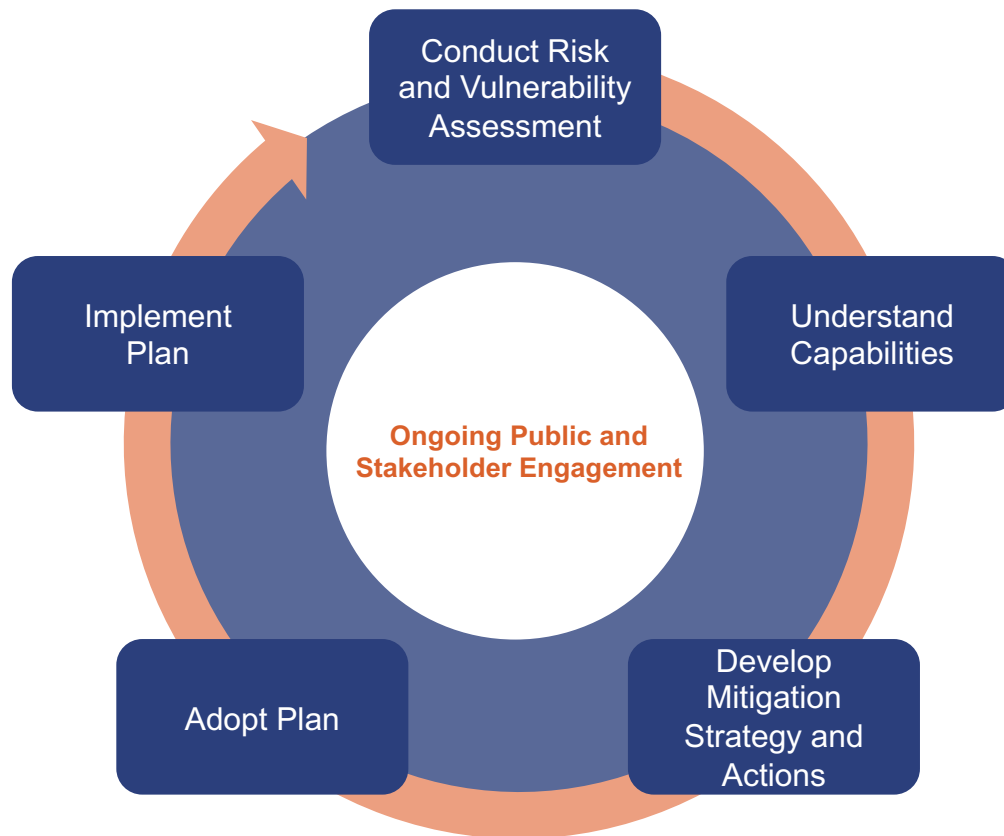 Conduct Risk
and Vulnerability
Assessment
Understand
Capabilities
Develop
Mitigation
Strategy and
Actions
Adopt Plan
Implement
Plan
Ongoing Public and
Stakeholder Engagement